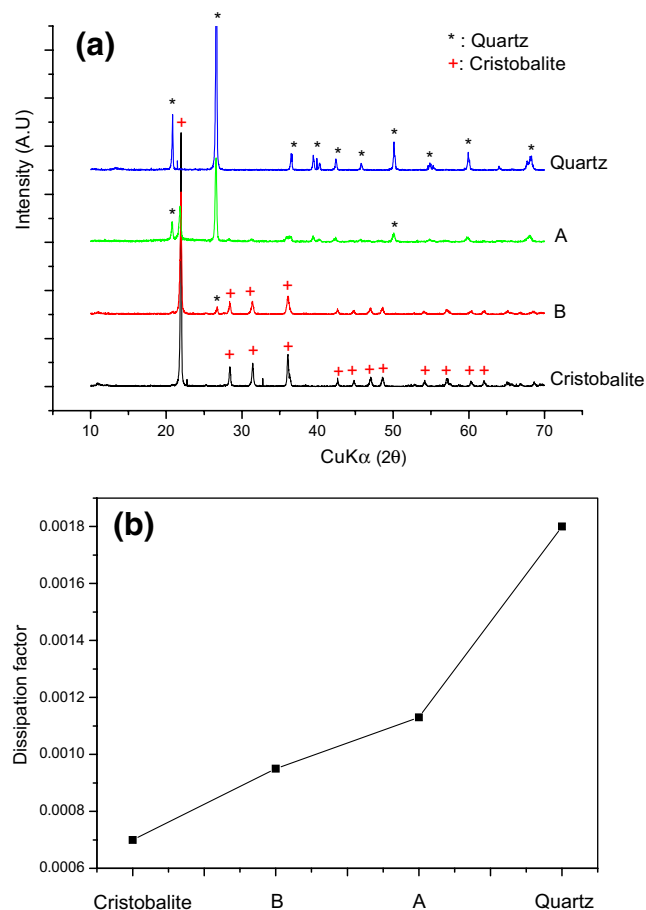 (a)
* : Quartz
+: Cristobalite
Intensity (A.U)
* * * * * * * * * *
+
Quartz
* *
A
* + + +
B
+ + + + + + + + + +
Cristobalite
10 20 30 40 50 60 70
CuKα (2θ)
(b)
Dissipation factor
0.0018
0.0016
0.0014
0.0012
0.0010
0.0008
0.0006
Cristobalite B A Quartz